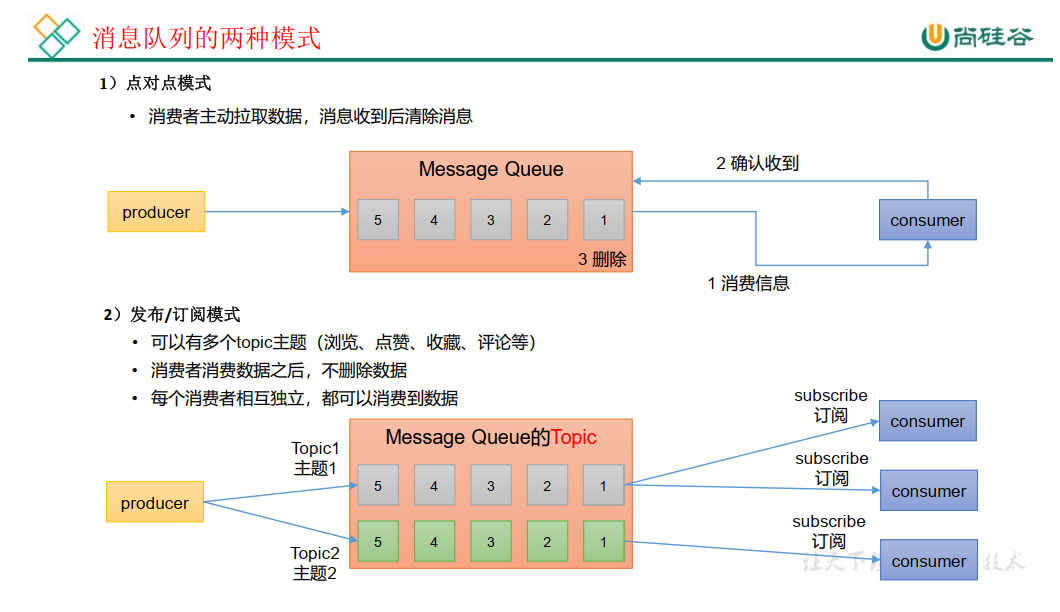 消息队列的两种模式
尚硅谷
1）点对点模式
• 消费者主动拉取数据，消息收到后清除消息
Message Queue
2 确认收到
producer
5 4 3 2 1
consumer
3 删除
1 消费信息
2）发布/订阅模式
• 可以有多个topic主题（浏览、点赞、收藏、评论等）
• 消费者消费数据之后，不删除数据
• 每个消费者相互独立，都可以消费到数据
subscribe
订阅
consumer
Message Queue的Topic
Topic1
主题1
subscribe
订阅
5 4 3 2 1
consumer
producer
subscribe
订阅
5 4 3 2 1
Topic2
主题2
consumer
让天下
技术